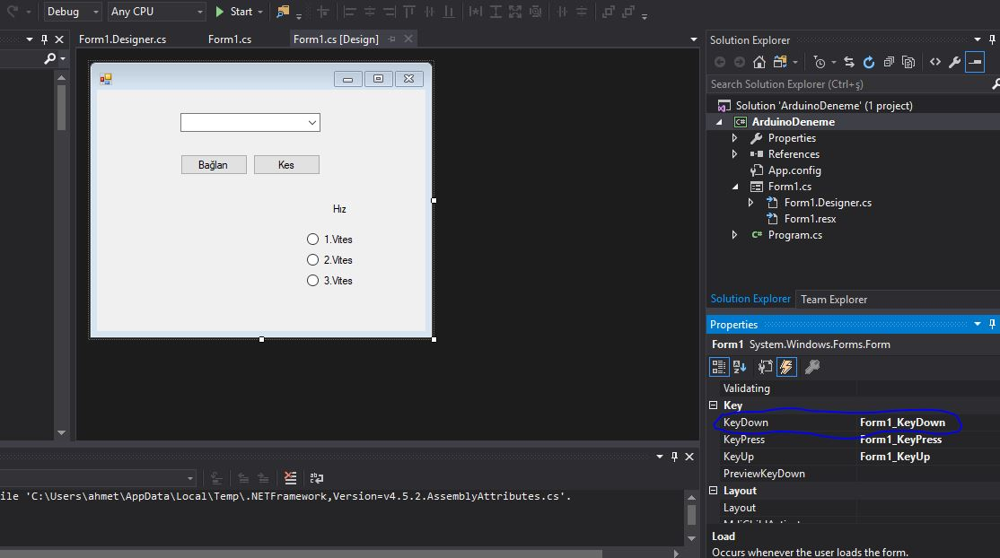 Debug Any CPU Start
Form1.Designer.cs Form1.cs Form1.cs [Design]
Bağlan Kes
Hız
1.Vites
2.Vites
3.Vites
ile 'C:\Users\ahmet\AppData\Local\Temp\.NETFramework,Version=v4.5.2.AssemblyAttributes.cs'.
Solution Explorer
Search Solution Explorer (Ctrl+ş)
Solution 'ArduinoDeneme' (1 project)
C# ArduinoDeneme
Properties
References
App.config
Form1.cs
Form1.Designer.cs
Form1.resx
C# Program.cs
Solution Explorer Team Explorer
Properties
Form1 System.Windows.Forms.Form
Validating
Key
KeyDown Form1_KeyDown
KeyPress Form1_KeyPress
KeyUp Form1_KeyUp
PreviewKeyDown
Layout
Layout
Load
Occurs whenever the user loads the form.